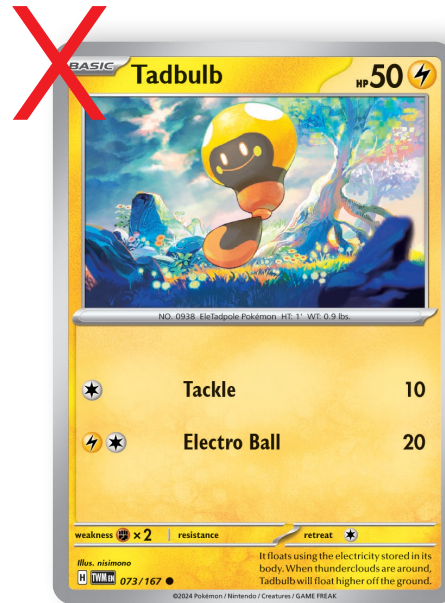 BASIC Tadbulb HP 50
NO. 0938 EleTadpole Pokémon HT: 1' WT: 0.9 lbs.
Tackle 10
Electro Ball 20
weakness × 2 resistance retreat
Illus. nisimono
It floats using the electricity stored in its
body. When thunderclouds are around,
Tadbulb will float higher off the ground.
H TWM EN 073/167
©2024 Pokémon / Nintendo / Creatures / GAME FREAK